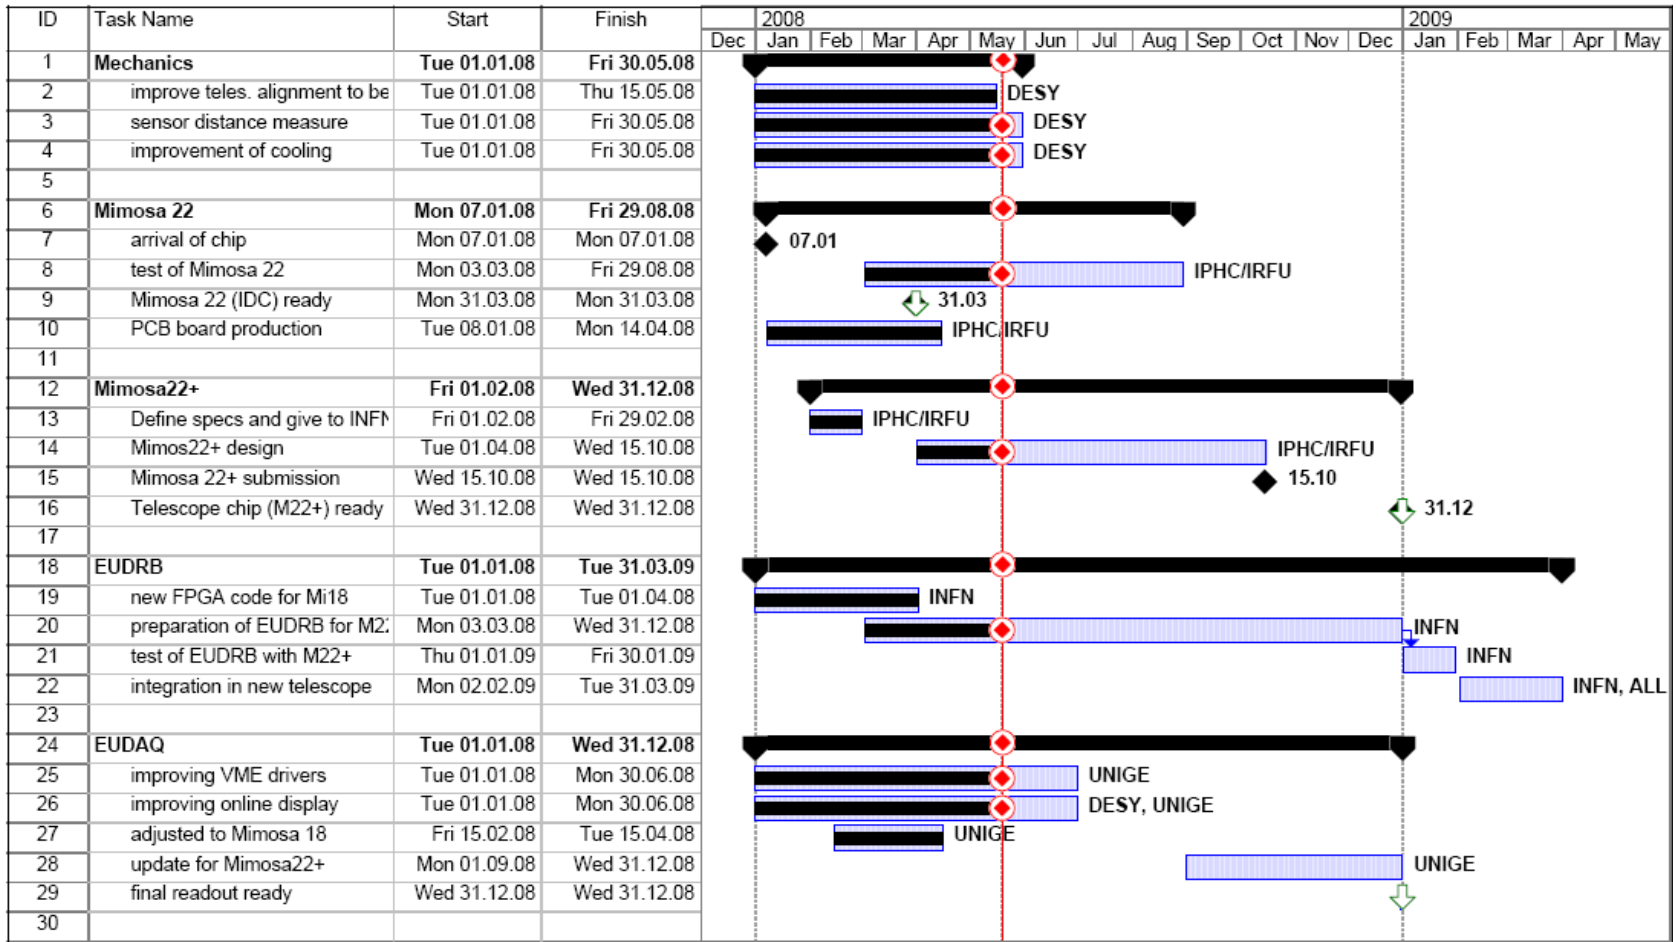 ID Task Name Start Finish 2008 2009
Dec Jan Feb Mar Apr May Jun Jul Aug Sep Oct Nov Dec Jan Feb Mar Apr May
1 Mechanics Tue 01.01.08 Fri 30.05.08
2 improve teles. alignment to be Tue 01.01.08 Thu 15.05.08 DESY
3 sensor distance measure Tue 01.01.08 Fri 30.05.08 DESY
4 improvement of cooling Tue 01.01.08 Fri 30.05.08 DESY
5
6 Mimosa 22 Mon 07.01.08 Fri 29.08.08
7 arrival of chip Mon 07.01.08 Mon 07.01.08 07.01
8 test of Mimosa 22 Mon 03.03.08 Fri 29.08.08 IPHC/IRFU
9 Mimosa 22 (IDC) ready Mon 31.03.08 Mon 31.03.08 31.03
10 PCB board production Tue 08.01.08 Mon 14.04.08 IPHC/IRFU
11
12 Mimosa22+ Fri 01.02.08 Wed 31.12.08
13 Define specs and give to INFN Fri 01.02.08 Fri 29.02.08 IPHC/IRFU
14 Mimos22+ design Tue 01.04.08 Wed 15.10.08 IPHC/IRFU
15 Mimosa 22+ submission Wed 15.10.08 Wed 15.10.08 15.10
16 Telescope chip (M22+) ready Wed 31.12.08 Wed 31.12.08 31.12
17
18 EUDRB Tue 01.01.08 Tue 31.03.09
19 new FPGA code for Mi18 Tue 01.01.08 Tue 01.04.08 INFN
20 preparation of EUDRB for M22 Mon 03.03.08 Wed 31.12.08 INFN
21 test of EUDRB with M22+ Thu 01.01.09 Fri 30.01.09 INFN
22 integration in new telescope Mon 02.02.09 Tue 31.03.09 INFN, ALL
23
24 EUDAQ Tue 01.01.08 Wed 31.12.08
25 improving VME drivers Tue 01.01.08 Mon 30.06.08 UNIGE
26 improving online display Tue 01.01.08 Mon 30.06.08 DESY, UNIGE
27 adjusted to Mimosa 18 Fri 15.02.08 Tue 15.04.08 UNIGE
28 update for Mimosa22+ Mon 01.09.08 Wed 31.12.08 UNIGE
29 final readout ready Wed 31.12.08 Wed 31.12.08
30